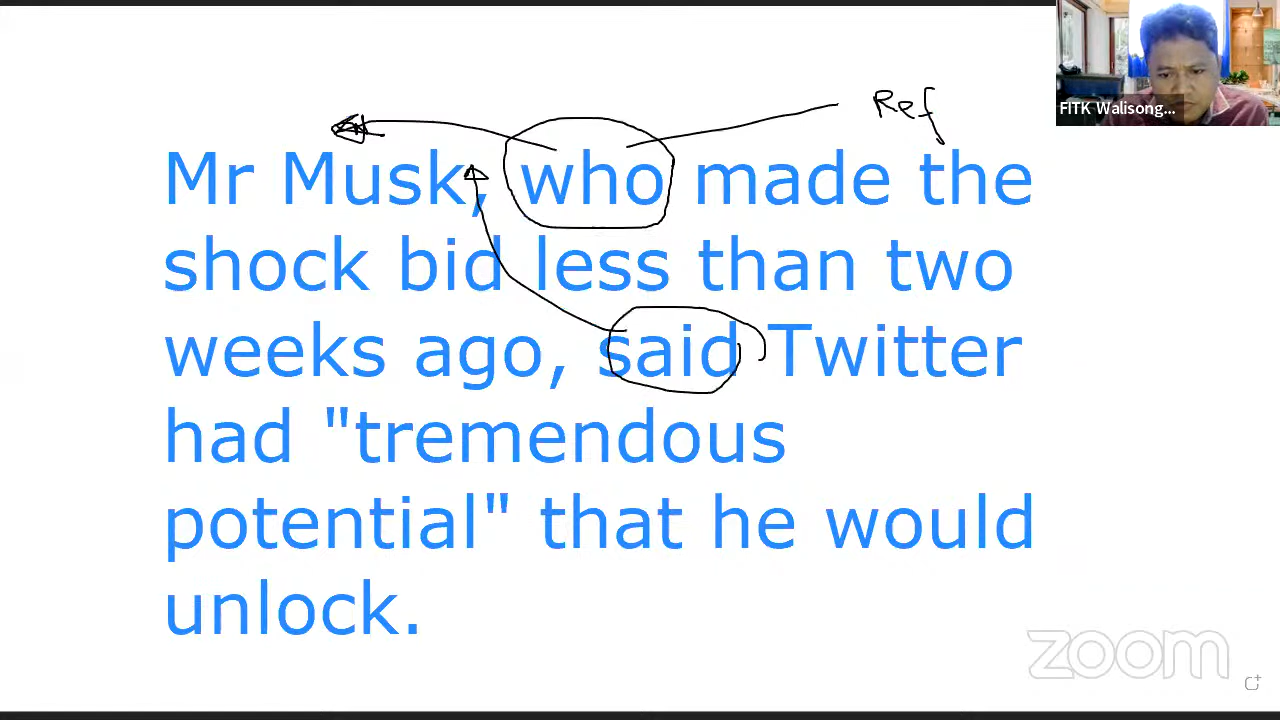 FITK Walisong...
Ref
Mr Musk, who made the
shock bid less than two
weeks ago, said Twitter
had "tremendous
potential" that he would
unlock.
zoom